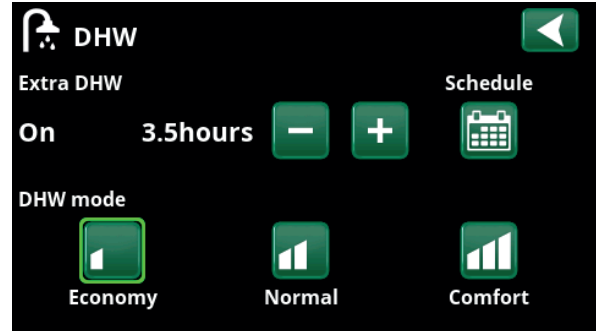 DHW
Extra DHW
Schedule
On 3.5hours
DHW mode
Economy Normal Comfort